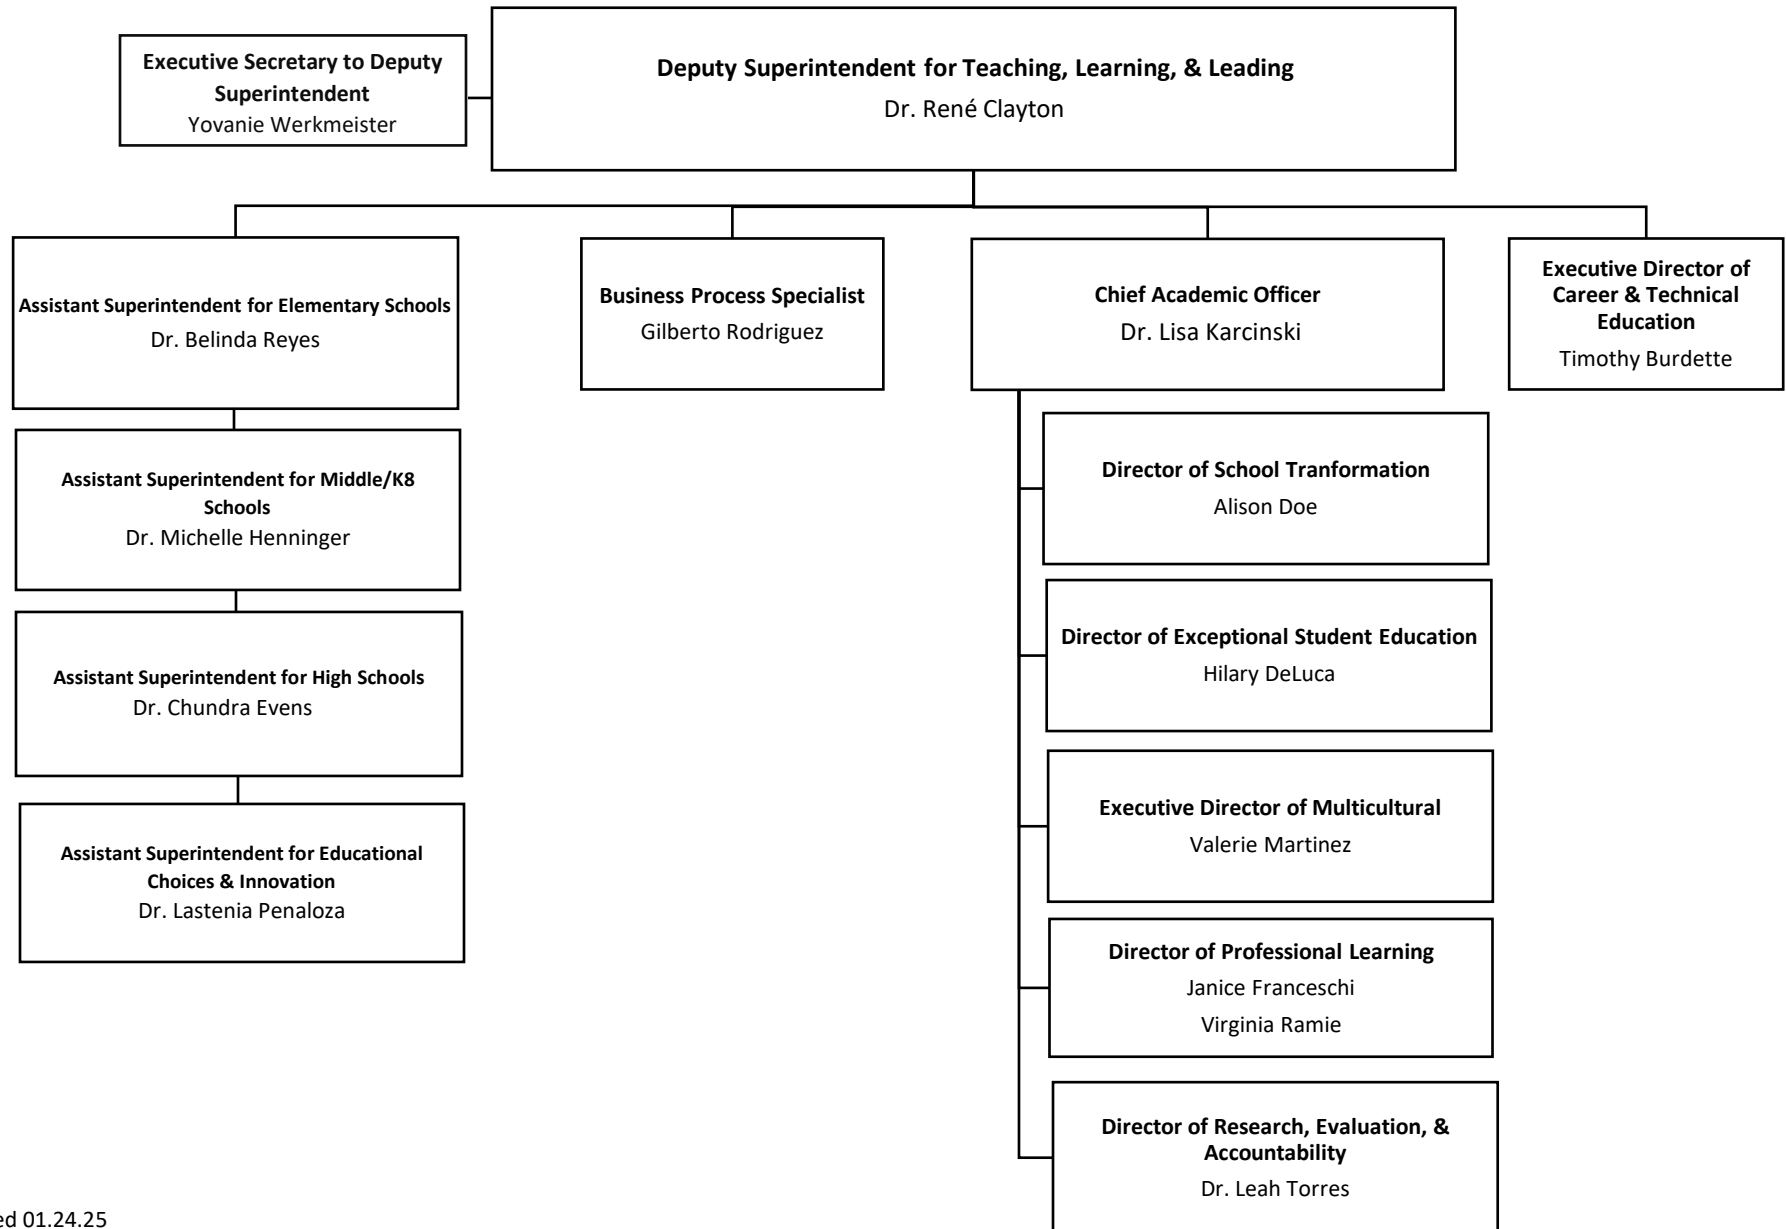 Executive Secretary to Deputy
Superintendent
Yovanie Werkmeister
Deputy Superintendent for Teaching, Learning, & Leading
Dr. René Clayton
Assistant Superintendent for Elementary Schools
Dr. Belinda Reyes
Business Process Specialist
Gilberto Rodriguez
Chief Academic Officer
Dr. Lisa Karcinski
Executive Director of
Career & Technical
Education
Timothy Burdette
Assistant Superintendent for Middle/K8
Schools
Dr. Michelle Henninger
Assistant Superintendent for High Schools
Dr. Chundra Evens
Assistant Superintendent for Educational
Choices & Innovation
Dr. Lastenia Penaloza
Director of School Tranformation
Alison Doe
Director of Exceptional Student Education
Hilary DeLuca
Executive Director of Multicultural
Valerie Martinez
Director of Professional Learning
Janice Franceschi
Virginia Ramie
Director of Research, Evaluation, &
Accountability
Dr. Leah Torres
ed 01.24.25